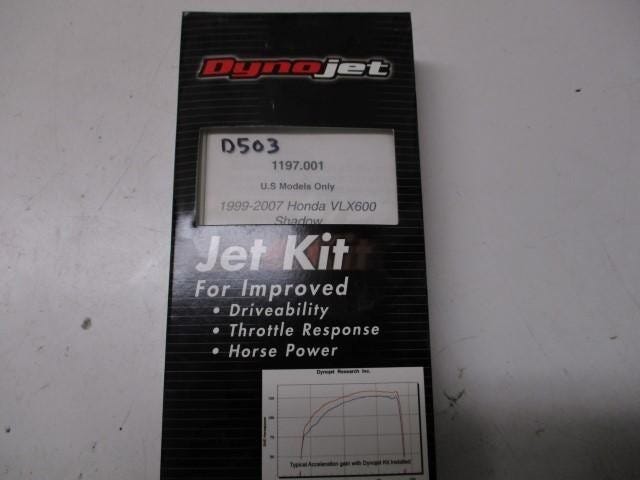 Dynojet
D503
1197.001
U.S Models Only
1999-2007 Honda VLX600
Shadow
Jet Kit
For Improved
• Driveability
• Throttle Response
• Horse Power
Dynojet Research Inc.
Typical Acceleration gain with Dynojet Kit Installed